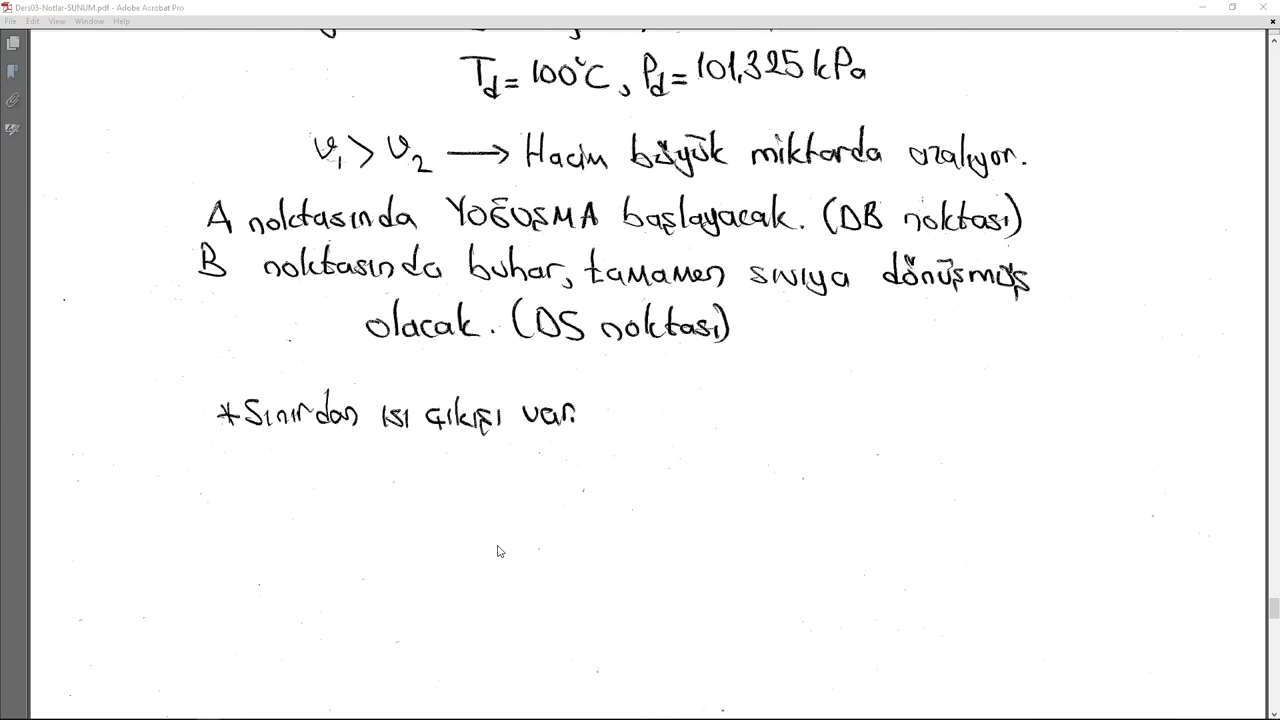 Ders03-Notlar-SUNUM.pdf - Adobe Acrobat Pro
File Edit View Window Help
T_d = 100°C, P_d = 101,325 kPa
v₁ > v₂ → Hacim büyük miktarda azalıyor.
A noktasında YOĞUŞMA başlayacak. (DB noktası)
B noktasında buhar, tamamen sıvıya dönüşmüş
olacak. (DS noktası)
*Sınırdan ısı çıkışı var.